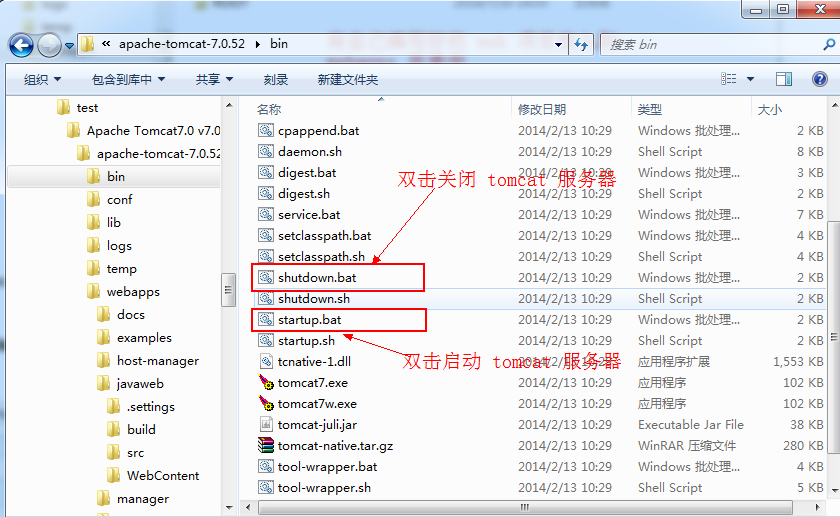 « apache-tomcat-7.0.52 ▸ bin
搜索 bin
组织 包含到库中 共享 刻录 新建文件夹
test
Apache Tomcat7.0 v7.0
apache-tomcat-7.0.52
bin
conf
lib
logs
temp
webapps
docs
examples
host-manager
javaweb
.settings
build
src
WebContent
manager
名称 修改日期 类型 大小
cpappend.bat 2014/2/13 10:29 Windows 批处理... 2 KB
daemon.sh 2014/2/13 10:29 Shell Script 8 KB
digest.bat 2014/2/13 10:29 Windows 批处理... 3 KB
双击关闭 tomcat 服务器
digest.sh 2014/2/13 10:29 Shell Script 2 KB
service.bat 2014/2/13 10:29 Windows 批处理... 7 KB
setclasspath.bat 2014/2/13 10:29 Windows 批处理... 4 KB
setclasspath.sh 2014/2/13 10:29 Shell Script 4 KB
shutdown.bat 2014/2/13 10:29 Windows 批处理... 2 KB
shutdown.sh 2014/2/13 10:29 Shell Script 2 KB
startup.bat 2014/2/13 10:29 Windows 批处理... 2 KB
startup.sh 2014/2/13 10:29 Shell Script 2 KB
双击启动 tomcat 服务器
tcnative-1.dll 2014/2/13 10:29 应用程序扩展 1,553 KB
tomcat7.exe 2014/2/13 10:29 应用程序 102 KB
tomcat7w.exe 2014/2/13 10:29 应用程序 102 KB
tomcat-juli.jar 2014/2/13 10:29 Executable Jar File 38 KB
tomcat-native.tar.gz 2014/2/13 10:29 WinRAR 压缩文件 280 KB
tool-wrapper.bat 2014/2/13 10:29 Windows 批处理... 4 KB
tool-wrapper.sh 2014/2/13 10:29 Shell Script 5 KB